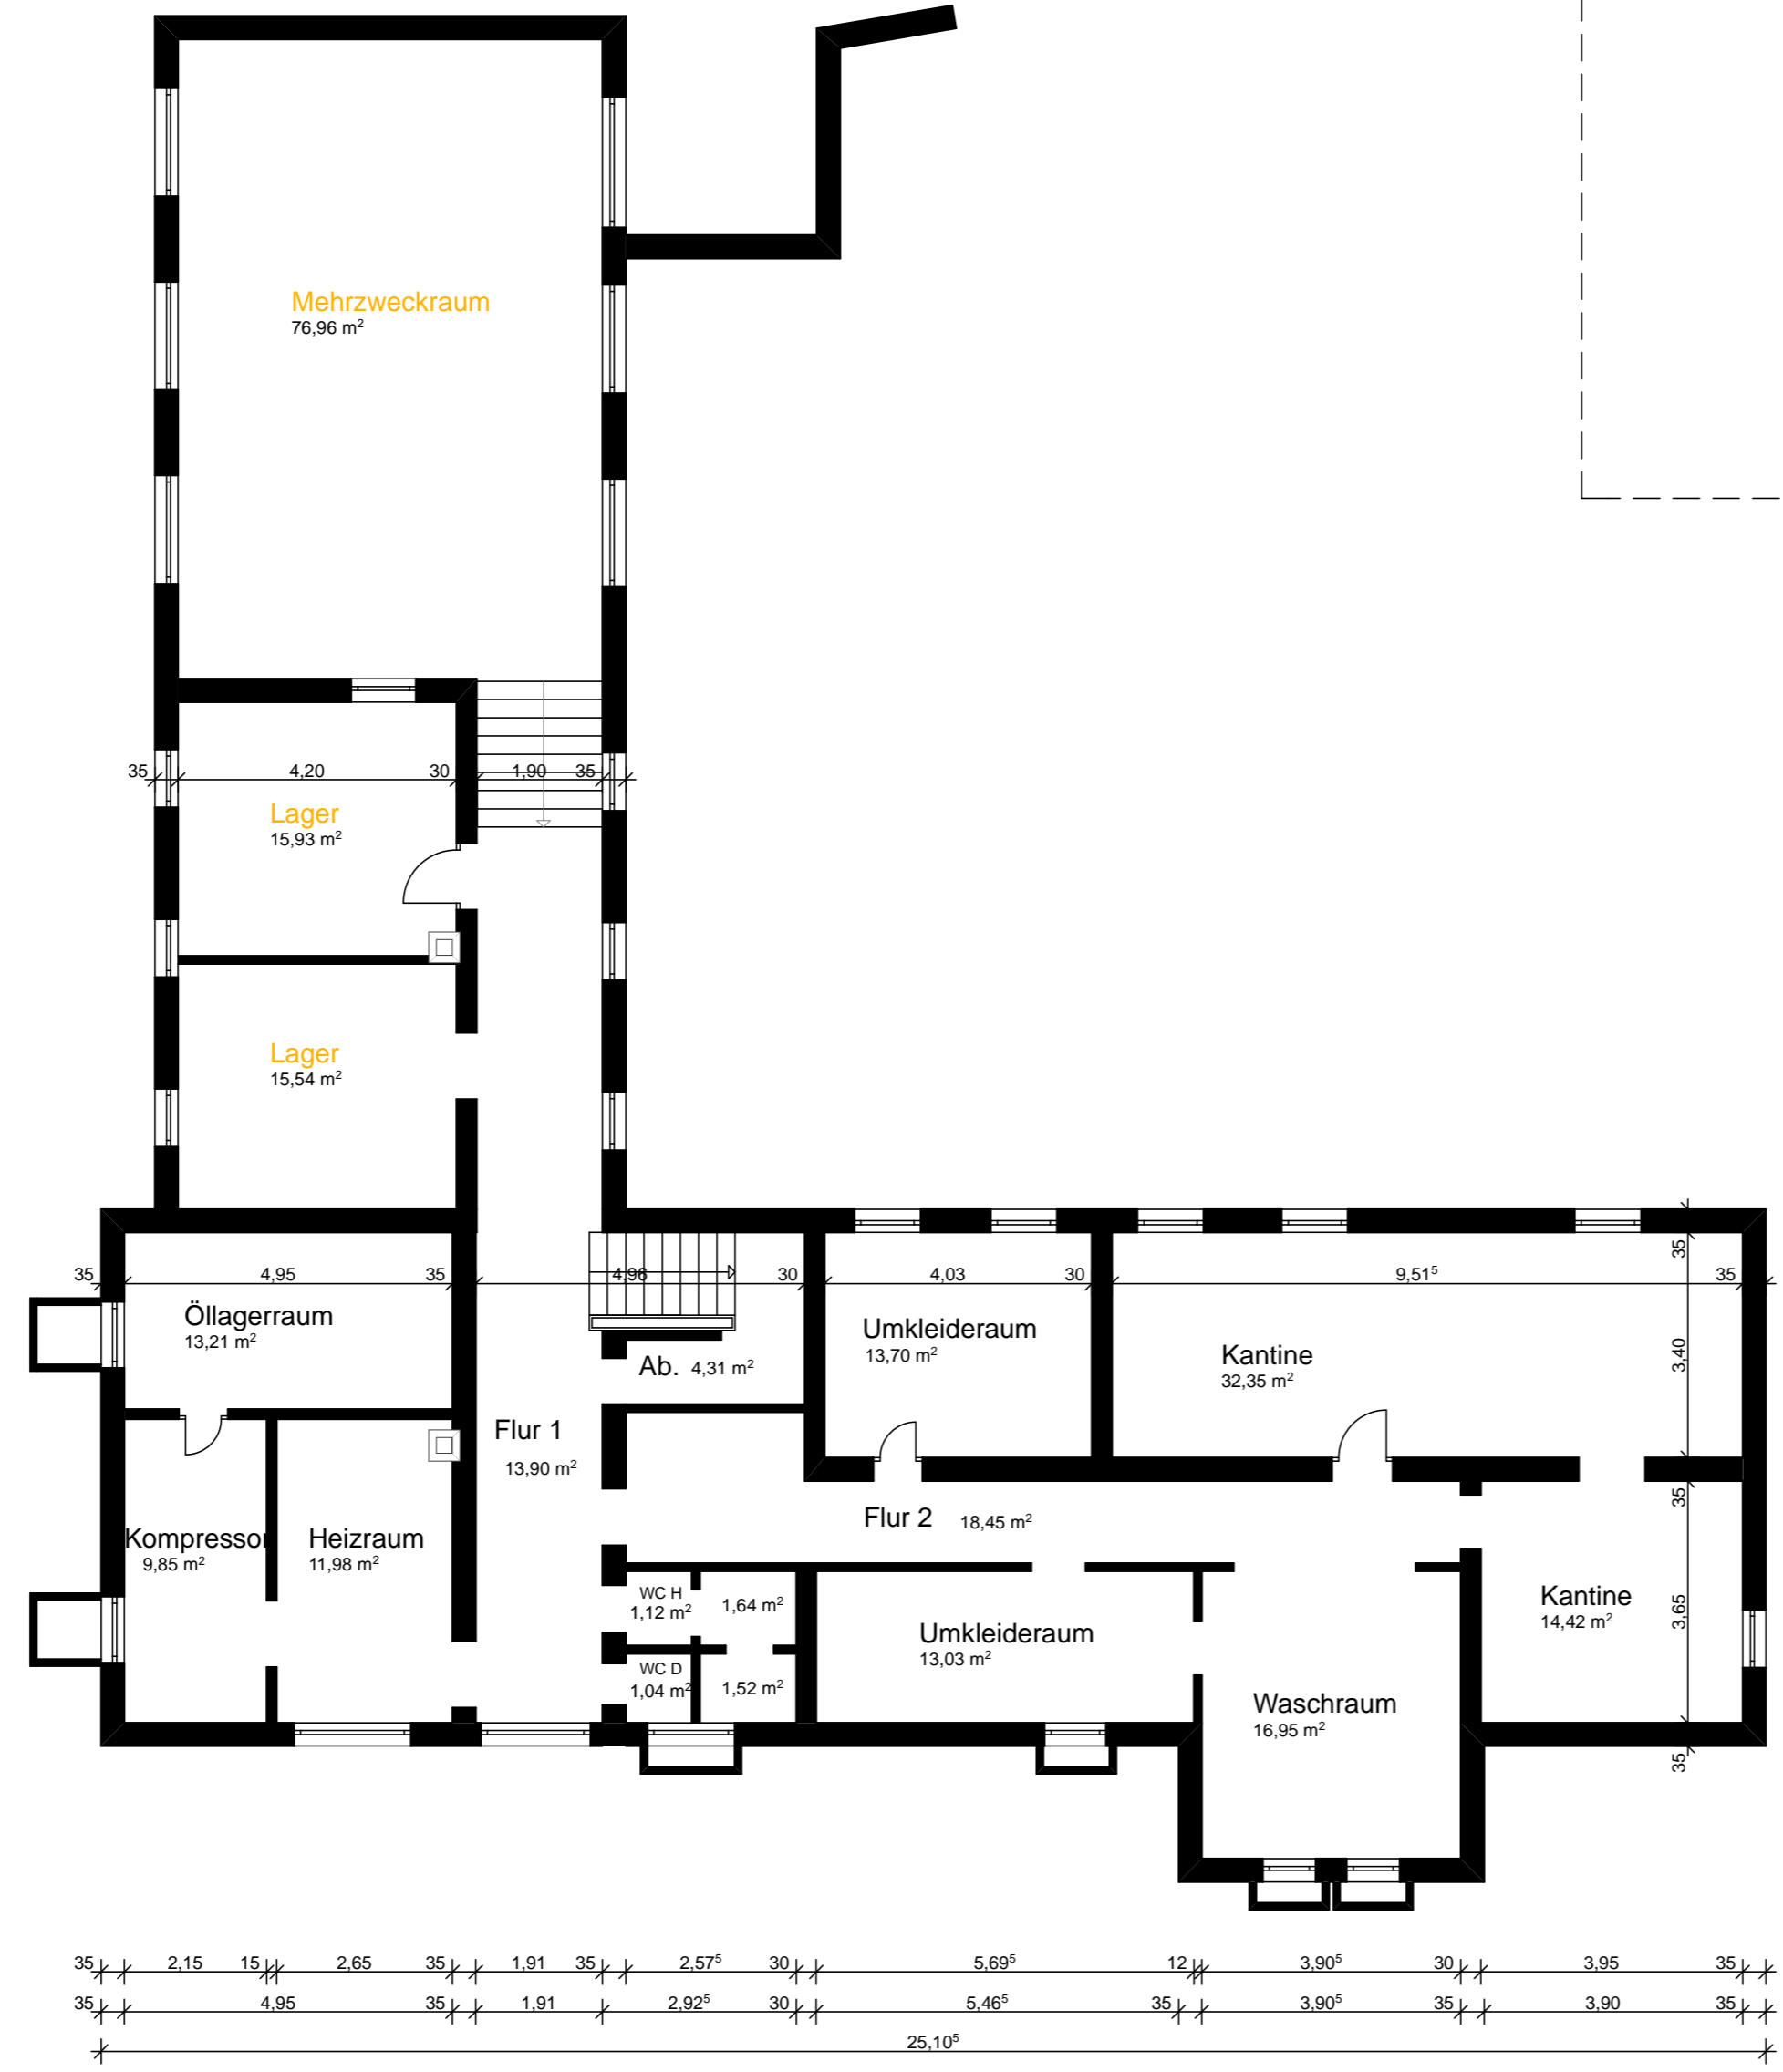 Mehrzweckraum
76,96 m²
35 4,20 30 1,90 35
Lager
15,93 m²
Lager
15,54 m²
35 4,95 35 4,96 30 4,03 30 9,51⁵ 35
35
Öllagerraum
13,21 m²
Umkleideraum
13,70 m²
Kantine
32,35 m²
3,40
Ab. 4,31 m²
Flur 1
13,90 m²
Flur 2 18,45 m²
35
Kompressor
9,85 m²
Heizraum
11,98 m²
WC H
1,12 m²
1,64 m²
WC D
1,04 m²
1,52 m²
Umkleideraum
13,03 m²
Kantine
14,42 m²
3,65
Waschraum
16,95 m²
35
35 2,15 15 2,65 35 1,91 35 2,57⁵ 30 5,69⁵ 12 3,90⁵ 30 3,95 35
35 4,95 35 1,91 2,92⁵ 30 5,46⁵ 35 3,90⁵ 35 3,90 35
25,10⁵